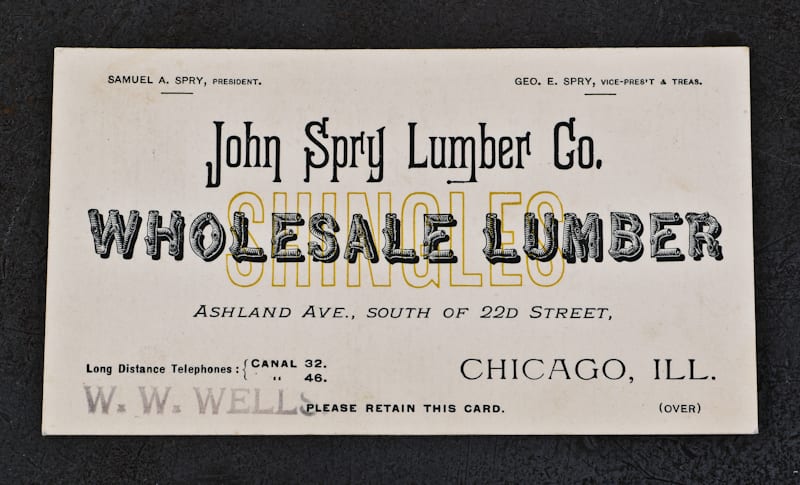 SAMUEL A. SPRY, PRESIDENT.
GEO. E. SPRY, VICE-PRES'T & TREAS.
John Spry Lumber Co.
SHINGLES
WHOLESALE LUMBER
ASHLAND AVE., SOUTH OF 22D STREET,
Long Distance Telephones: { CANAL 32.
" 46.
CHICAGO, ILL.
W. W. WELLS
PLEASE RETAIN THIS CARD.
(OVER)